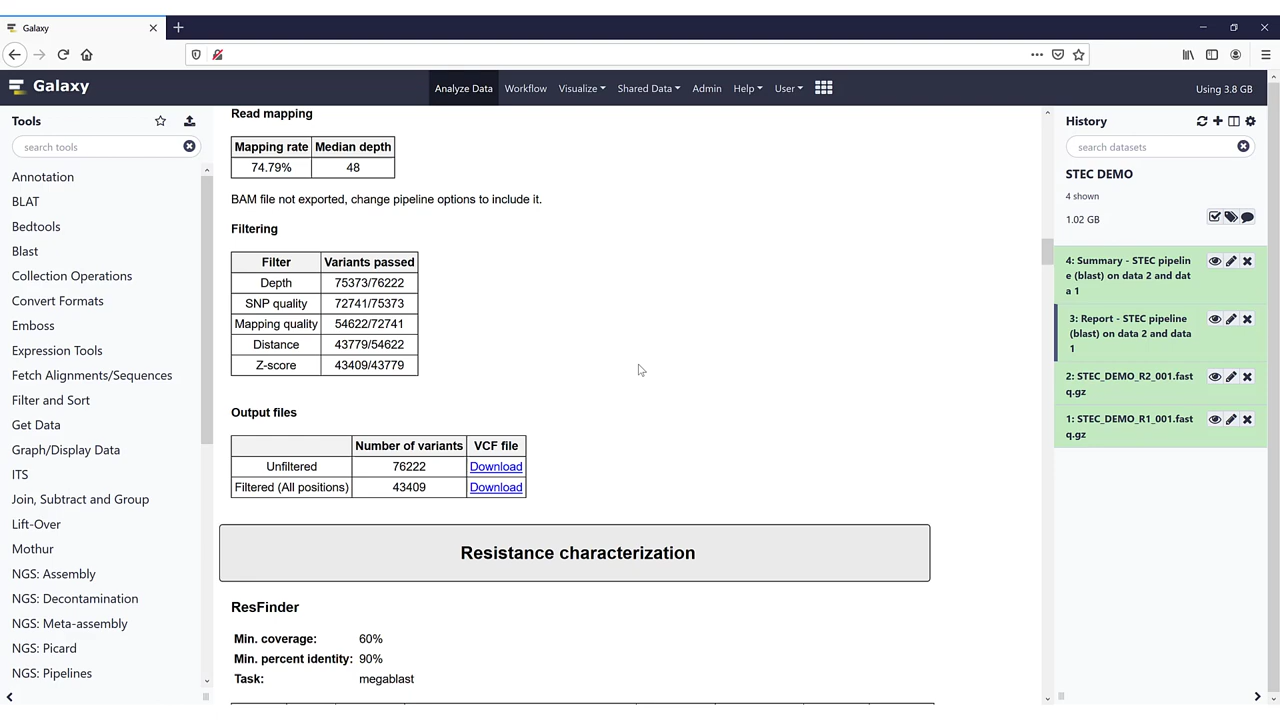 Galaxy
Galaxy
Analyze Data
Workflow
Visualize
Shared Data
Admin
Help
User
Using 3.8 GB
Tools
search tools
Annotation
BLAT
Bedtools
Blast
Collection Operations
Convert Formats
Emboss
Expression Tools
Fetch Alignments/Sequences
Filter and Sort
Get Data
Graph/Display Data
ITS
Join, Subtract and Group
Lift-Over
Mothur
NGS: Assembly
NGS: Decontamination
NGS: Meta-assembly
NGS: Picard
NGS: Pipelines
Read mapping
Mapping rate Median depth
74.79% 48
BAM file not exported, change pipeline options to include it.
Filtering
Filter Variants passed
Depth 75373/76222
SNP quality 72741/75373
Mapping quality 54622/72741
Distance 43779/54622
Z-score 43409/43779
Output files
Number of variants VCF file
Unfiltered 76222 Download
Filtered (All positions) 43409 Download
Resistance characterization
ResFinder
Min. coverage: 60%
Min. percent identity: 90%
Task: megablast
History
search datasets
STEC DEMO
4 shown
1.02 GB
4: Summary - STEC pipelin
e (blast) on data 2 and dat
a 1
3: Report - STEC pipeline
(blast) on data 2 and data
1
2: STEC_DEMO_R2_001.fast
q.gz
1: STEC_DEMO_R1_001.fast
q.gz